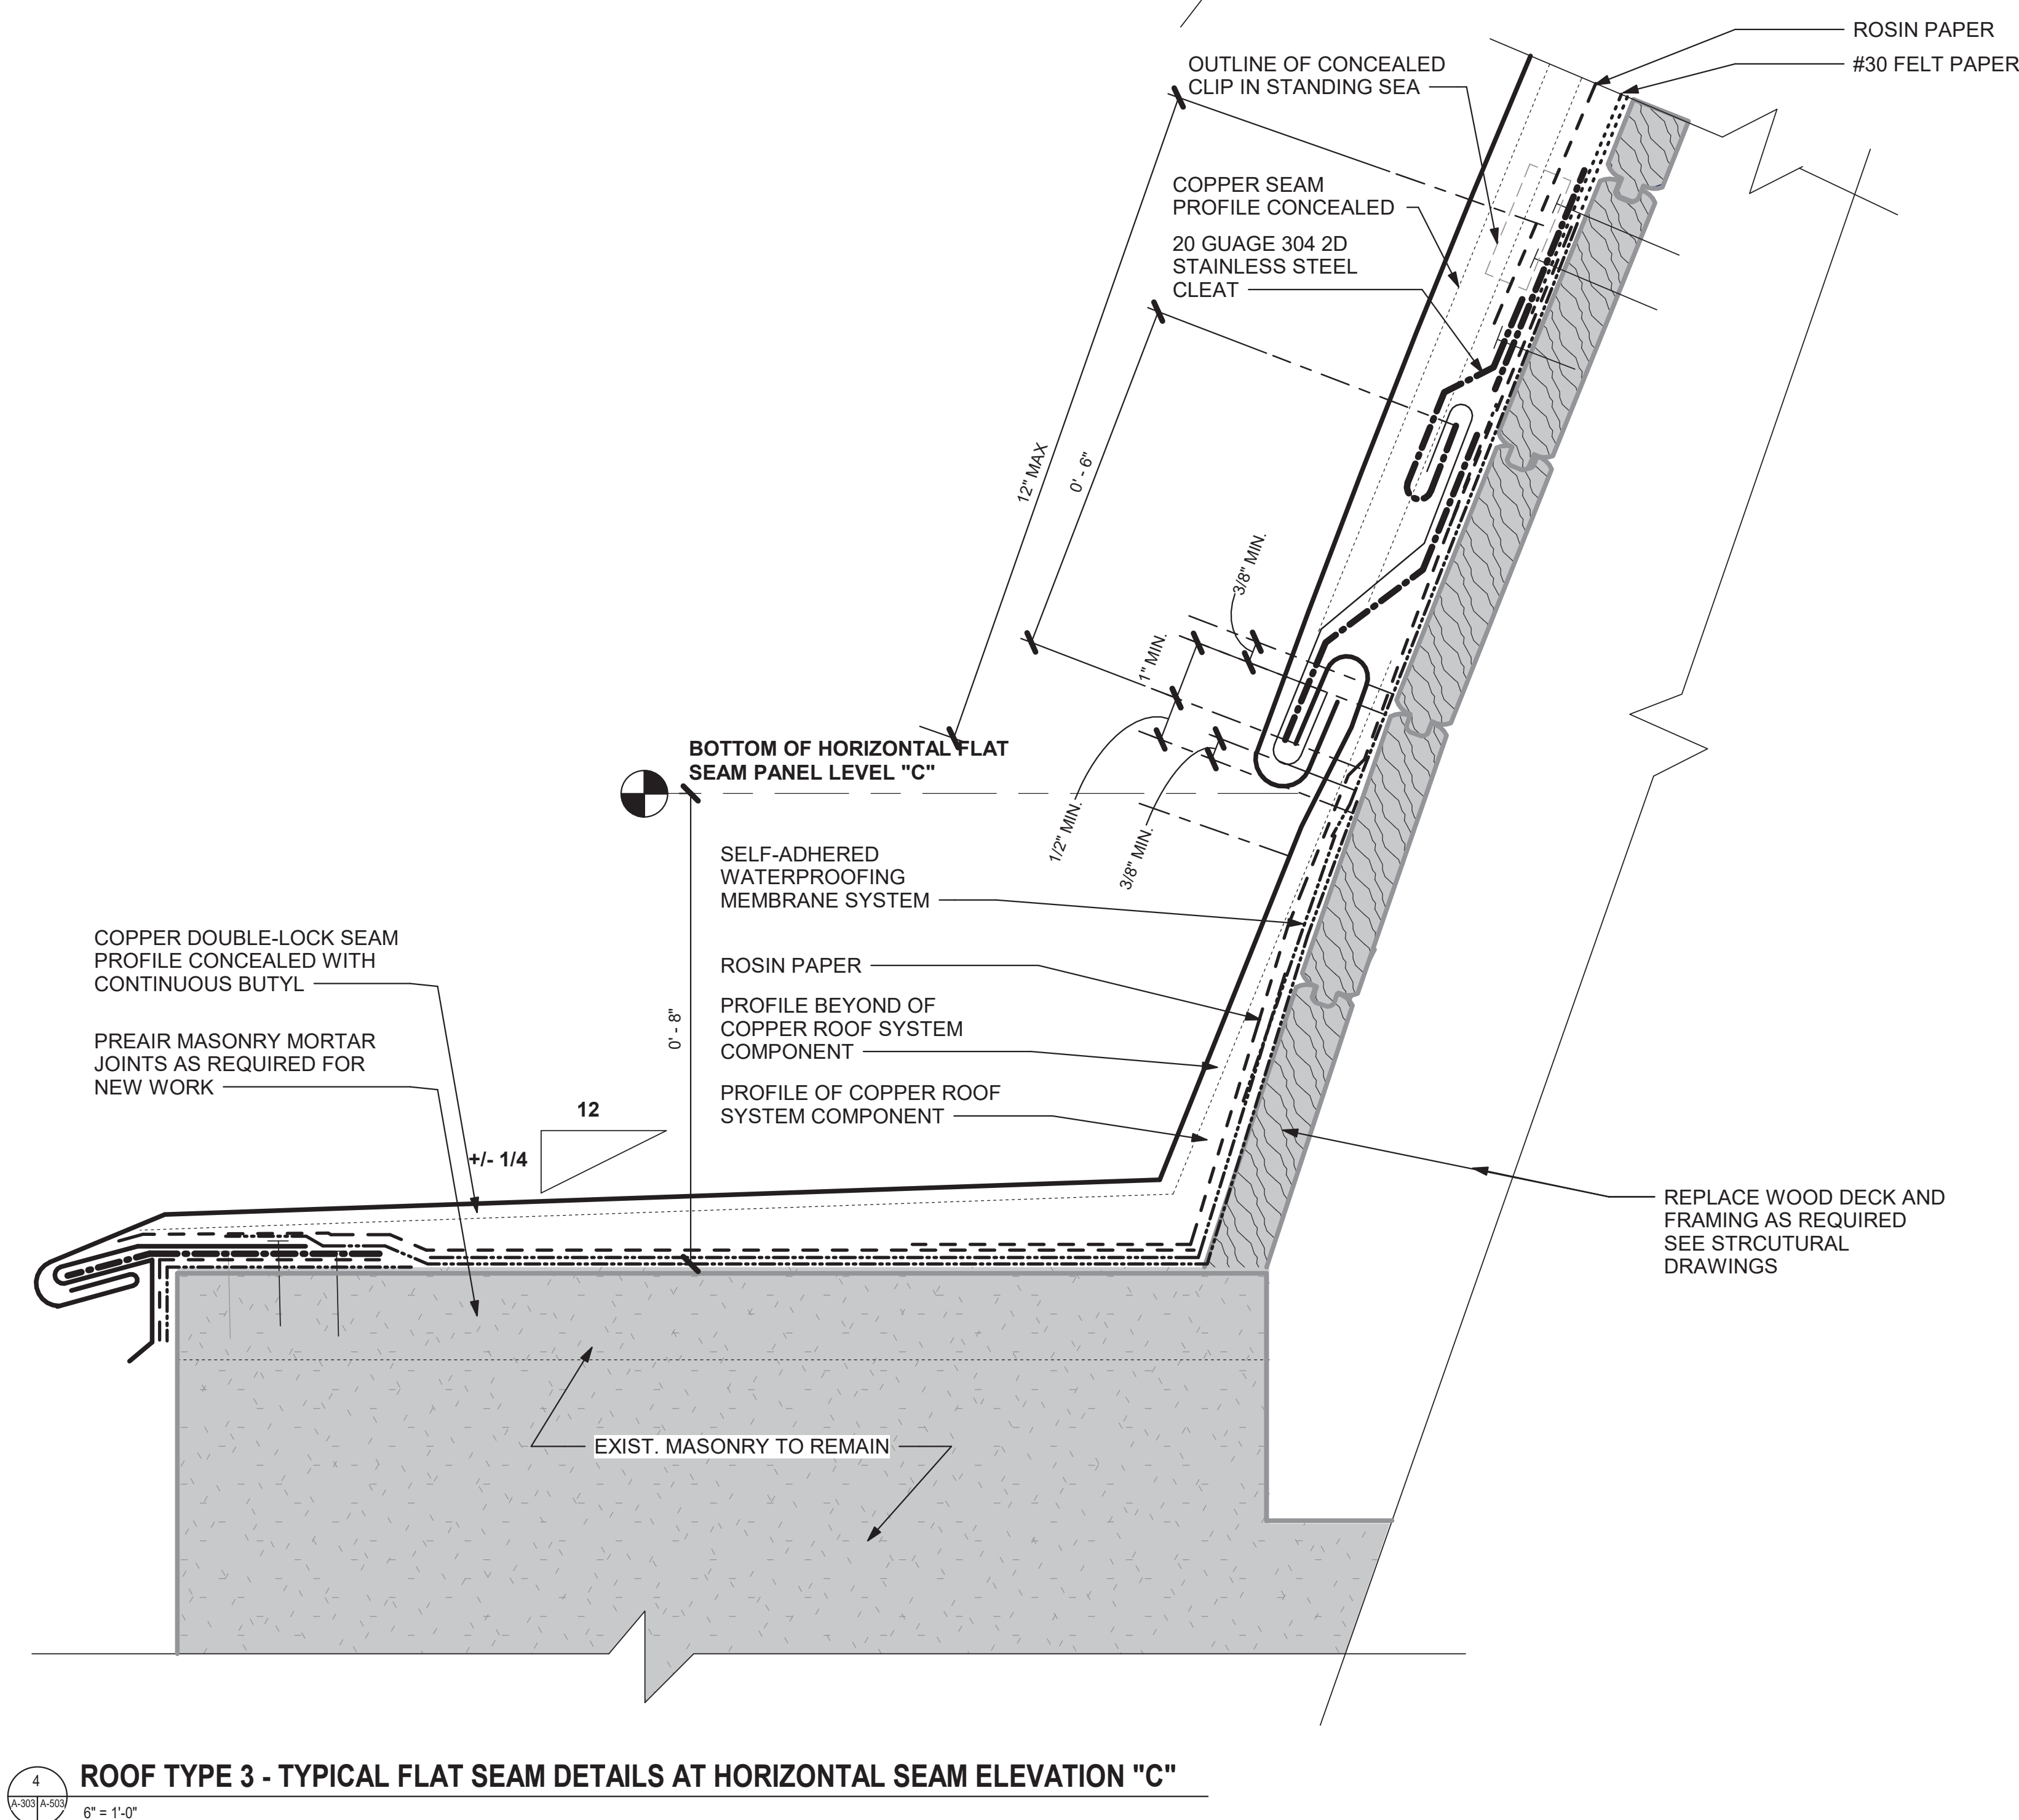 ROSIN PAPER
#30 FELT PAPER
OUTLINE OF CONCEALED
CLIP IN STANDING SEA
COPPER SEAM
PROFILE CONCEALED
20 GUAGE 304 2D
STAINLESS STEEL
CLEAT
12" MAX
0' - 6"
3/8" MIN.
1" MIN.
1/2" MIN.
3/8" MIN.
BOTTOM OF HORIZONTAL FLAT
SEAM PANEL LEVEL "C"
SELF-ADHERED
WATERPROOFING
MEMBRANE SYSTEM
ROSIN PAPER
PROFILE BEYOND OF
COPPER ROOF SYSTEM
COMPONENT
PROFILE OF COPPER ROOF
SYSTEM COMPONENT
0' - 8"
COPPER DOUBLE-LOCK SEAM
PROFILE CONCEALED WITH
CONTINUOUS BUTYL
PREAIR MASONRY MORTAR
JOINTS AS REQUIRED FOR
NEW WORK
12
+/- 1/4
REPLACE WOOD DECK AND
FRAMING AS REQUIRED
SEE STRCUTURAL
DRAWINGS
EXIST. MASONRY TO REMAIN
4
A-303 A-503
ROOF TYPE 3 - TYPICAL FLAT SEAM DETAILS AT HORIZONTAL SEAM ELEVATION "C"
6" = 1'-0"